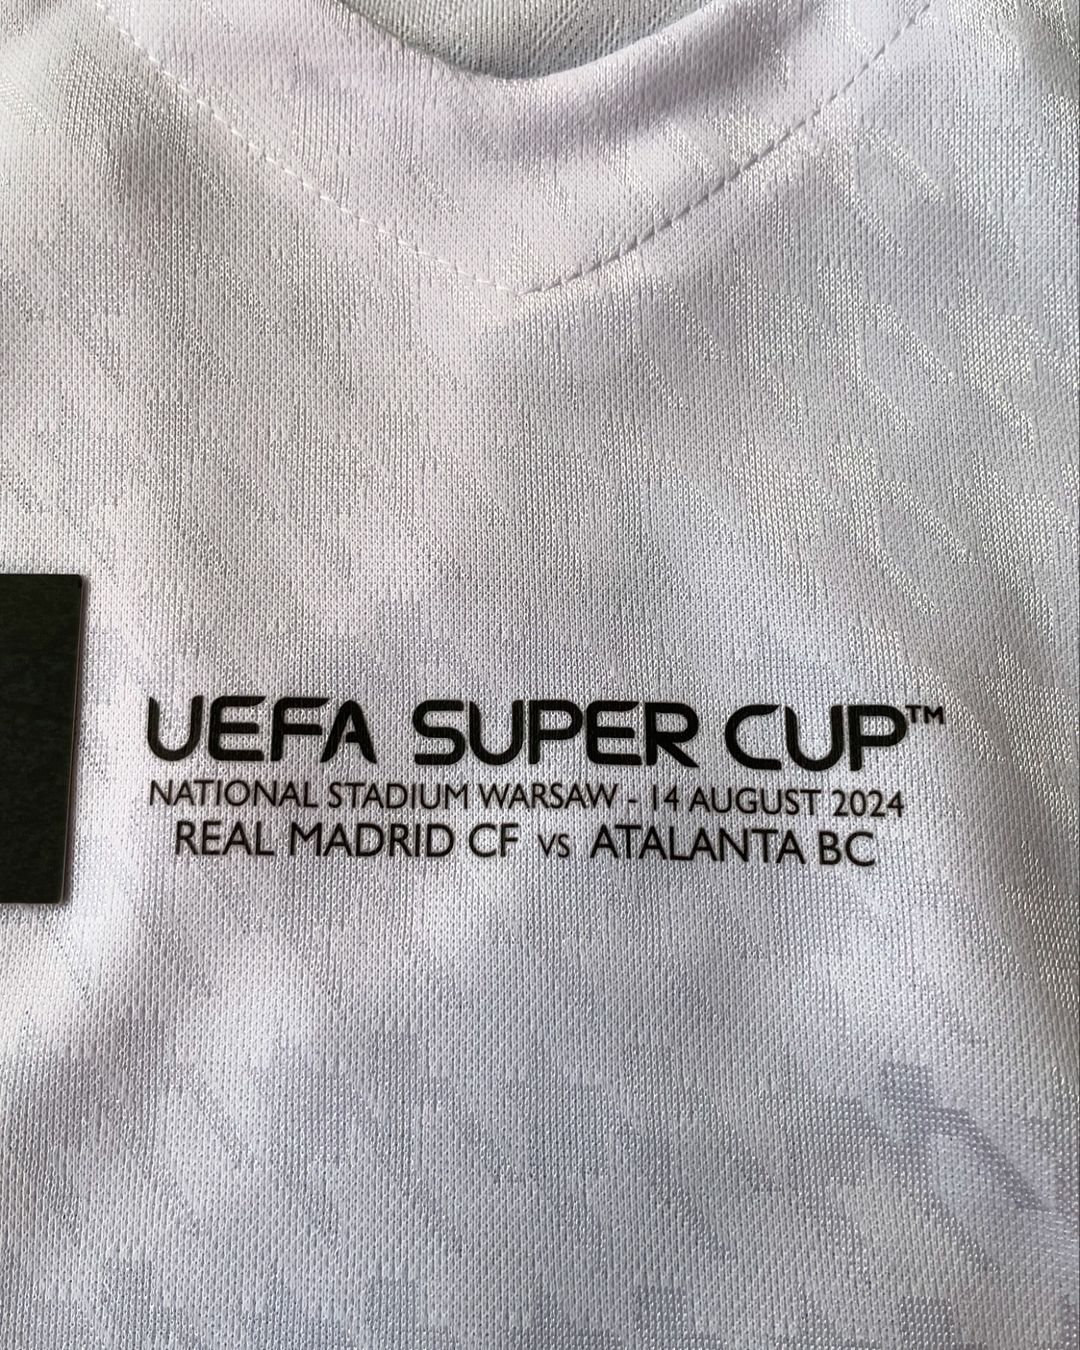 UEFA SUPER CUP™
NATIONAL STADIUM WARSAW - 14 AUGUST 2024
REAL MADRID CF vs ATALANTA BC